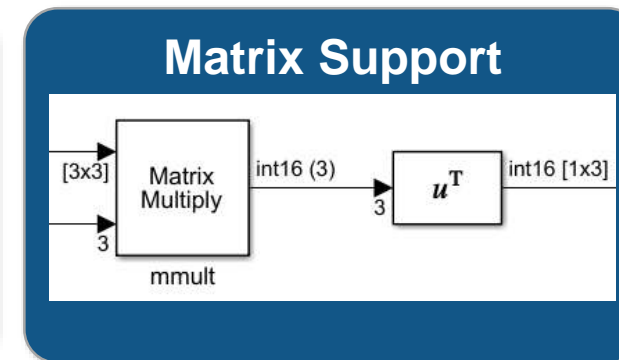 Matrix Support
[3x3]
3
Matrix
Multiply
mmult
int16 (3)
3
uᵀ
int16 [1x3]